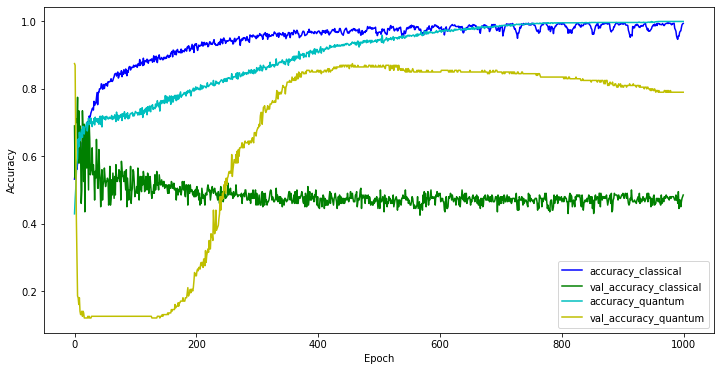 1.0
0.8
0.6
0.4
0.2
Accuracy
0
200
400
600
800
1000
Epoch
accuracy_classical
val_accuracy_classical
accuracy_quantum
val_accuracy_quantum